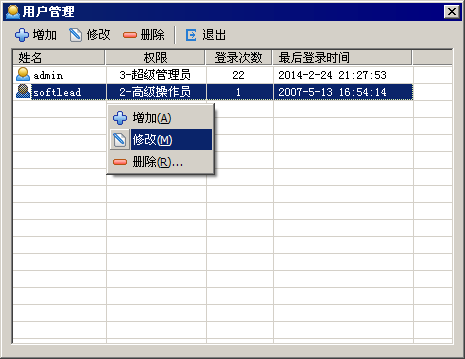 用户管理
增加 修改 删除 退出
姓名 权限 登录次数 最后登录时间
admin 3-超级管理员 22 2014-2-24 21:27:53
softlead 2-高级操作员 1 2007-5-13 16:54:14
增加(A)
修改(M)
删除(R)...